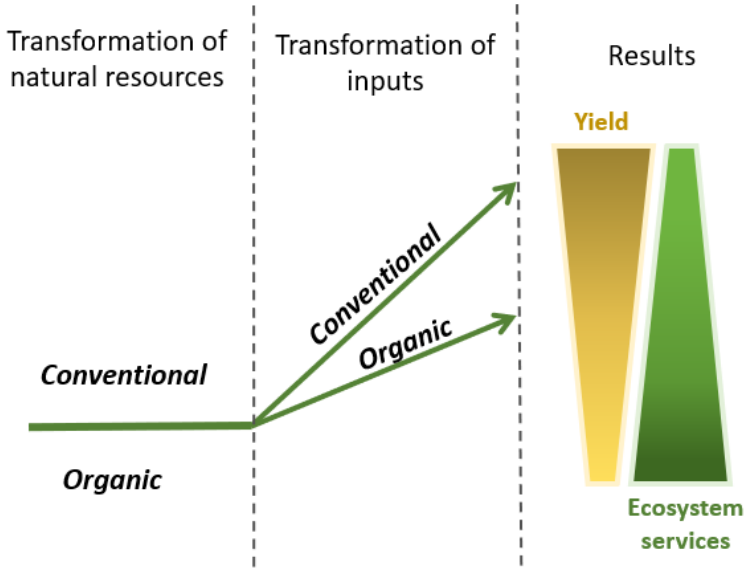 Transformation of
natural resources
Transformation of
inputs
Results
Yield
Conventional
Organic
Conventional
Organic
Ecosystem
services